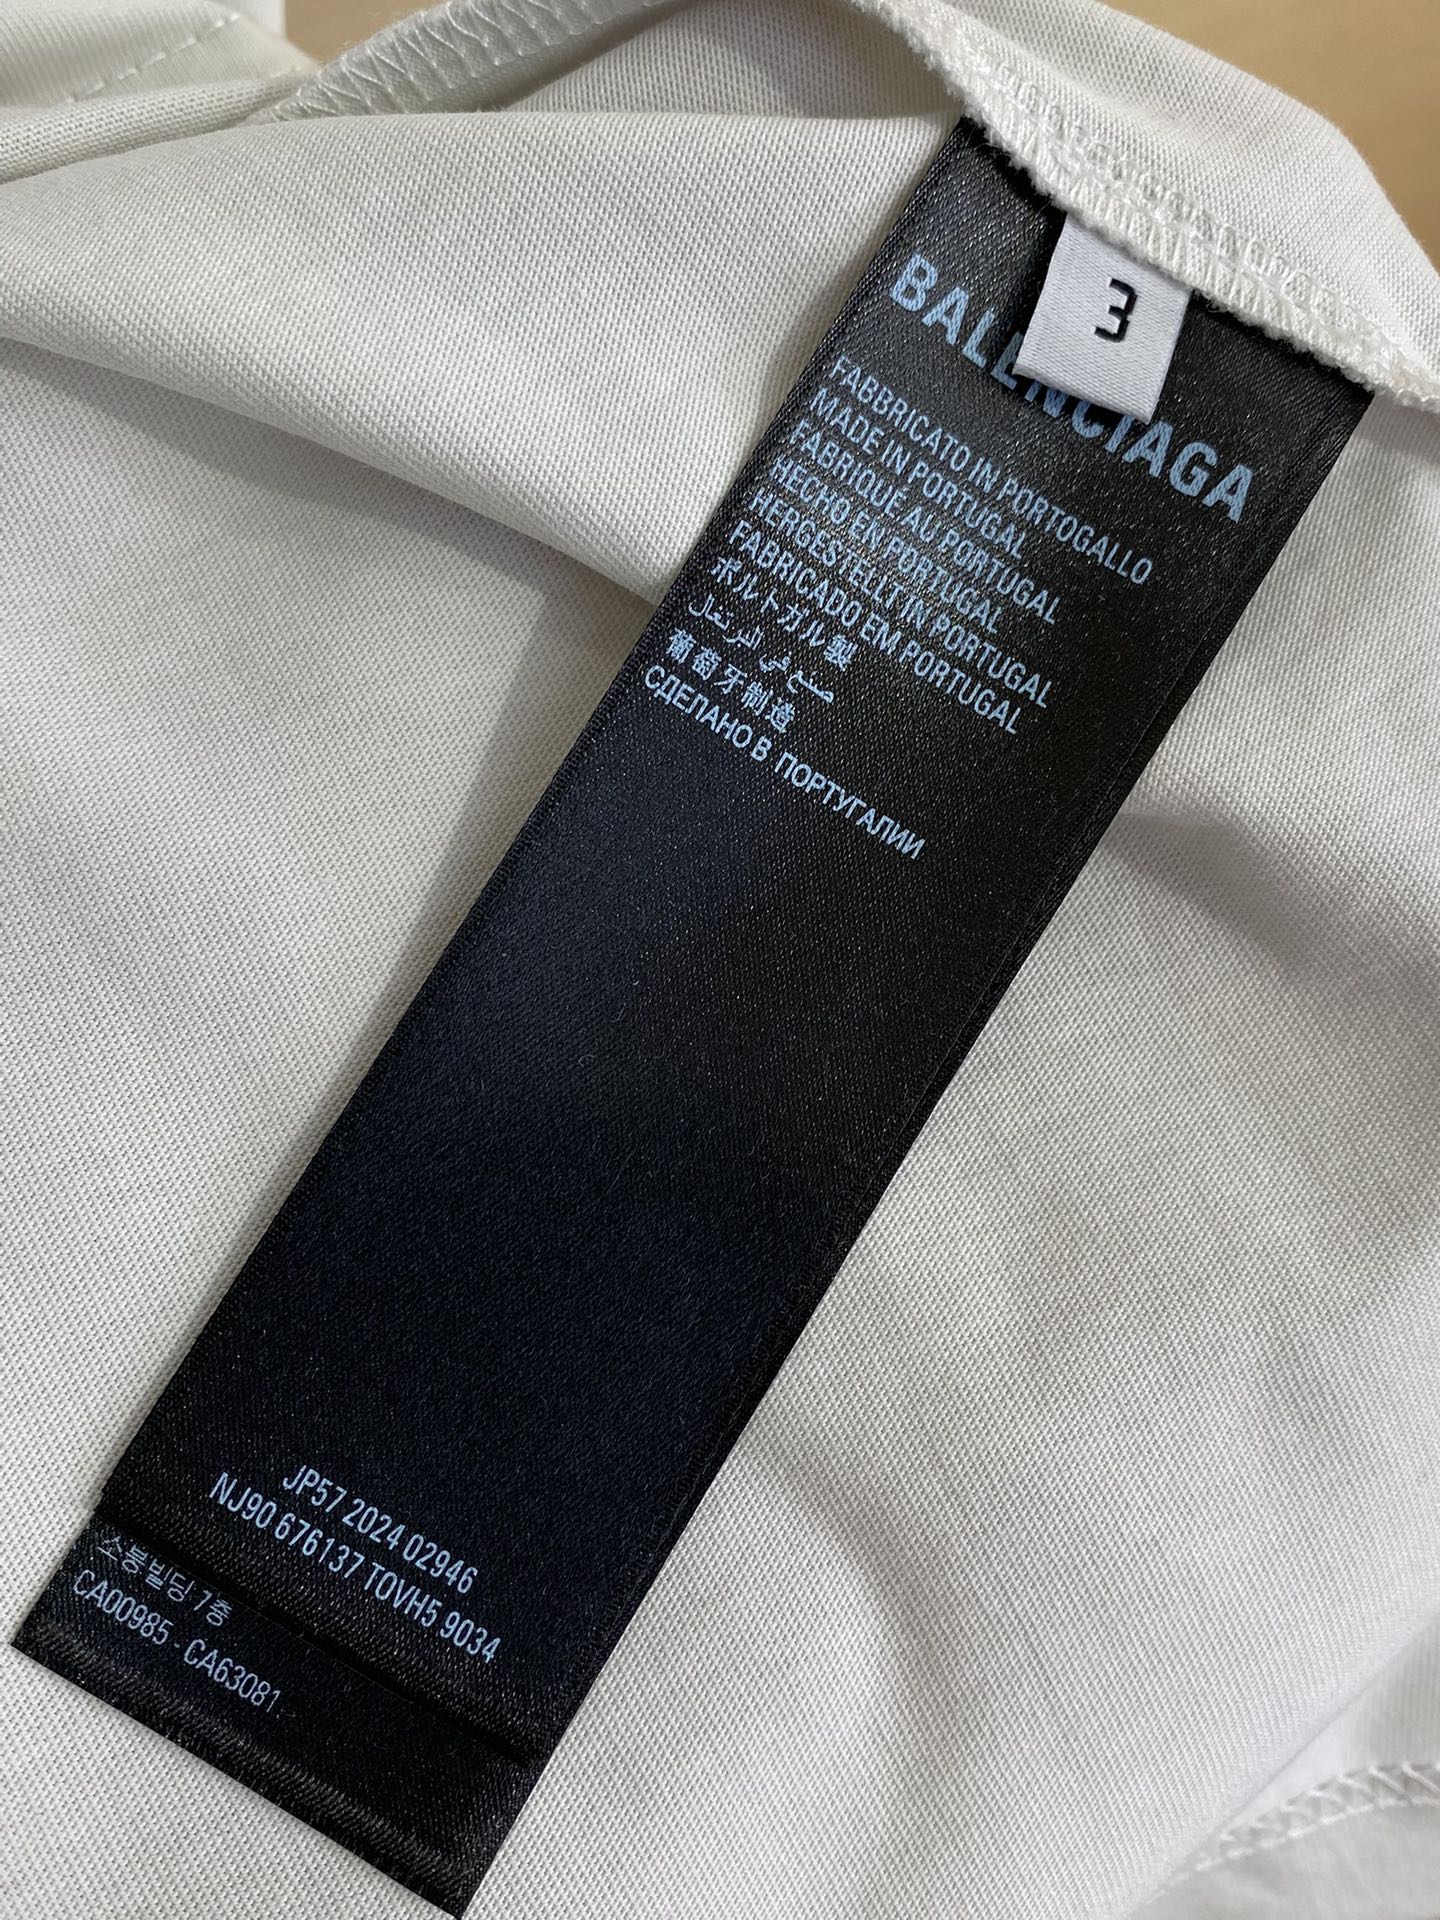 3
BALENCIAGA
FABBRICATO IN PORTOGALLO
MADE IN PORTUGAL
FABRIQUÉ AU PORTUGAL
HECHO EN PORTUGAL
HERGESTELLT IN PORTUGAL
FABRICADO EM PORTUGAL
ポルトガル製
صنع في البرتغال
葡萄牙制造
СДЕЛАНО В ПОРТУГАЛИИ
JP57 2024 02946
NJ90 676137 TOVH5 9034
소봉빌딩 7층
CA00985 - CA63081